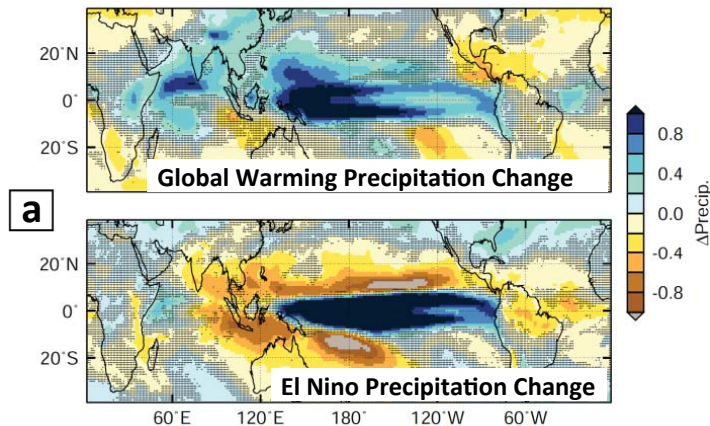 20°N
0°
20°S
Global Warming Precipitation Change
a
20°N
0°
20°S
El Nino Precipitation Change
60°E 120°E 180° 120°W 60°W
0.8
0.4
0.0
-0.4
-0.8
ΔPrecip.